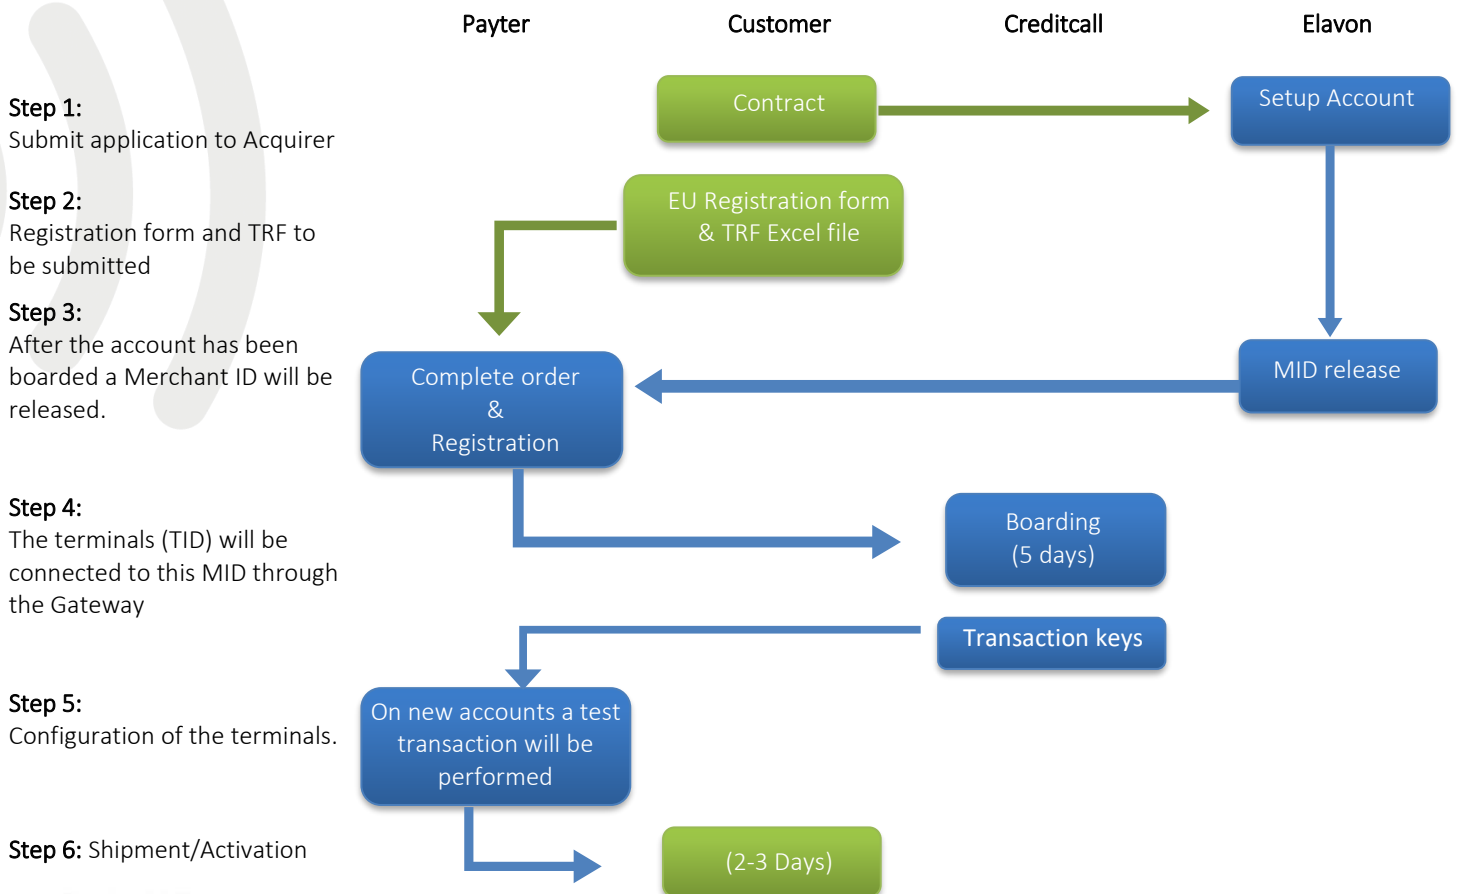 Payter
Customer
Creditcall
Elavon
Step 1:
Submit application to Acquirer
Contract
Setup Account
Step 2:
Registration form and TRF to
be submitted
EU Registration form
& TRF Excel file
Step 3:
After the account has been
boarded a Merchant ID will be
released.
Complete order
&
Registration
MID release
Step 4:
The terminals (TID) will be
connected to this MID through
the Gateway
Boarding
(5 days)
Transaction keys
Step 5:
Configuration of the terminals.
On new accounts a test
transaction will be
performed
Step 6: Shipment/Activation
(2-3 Days)